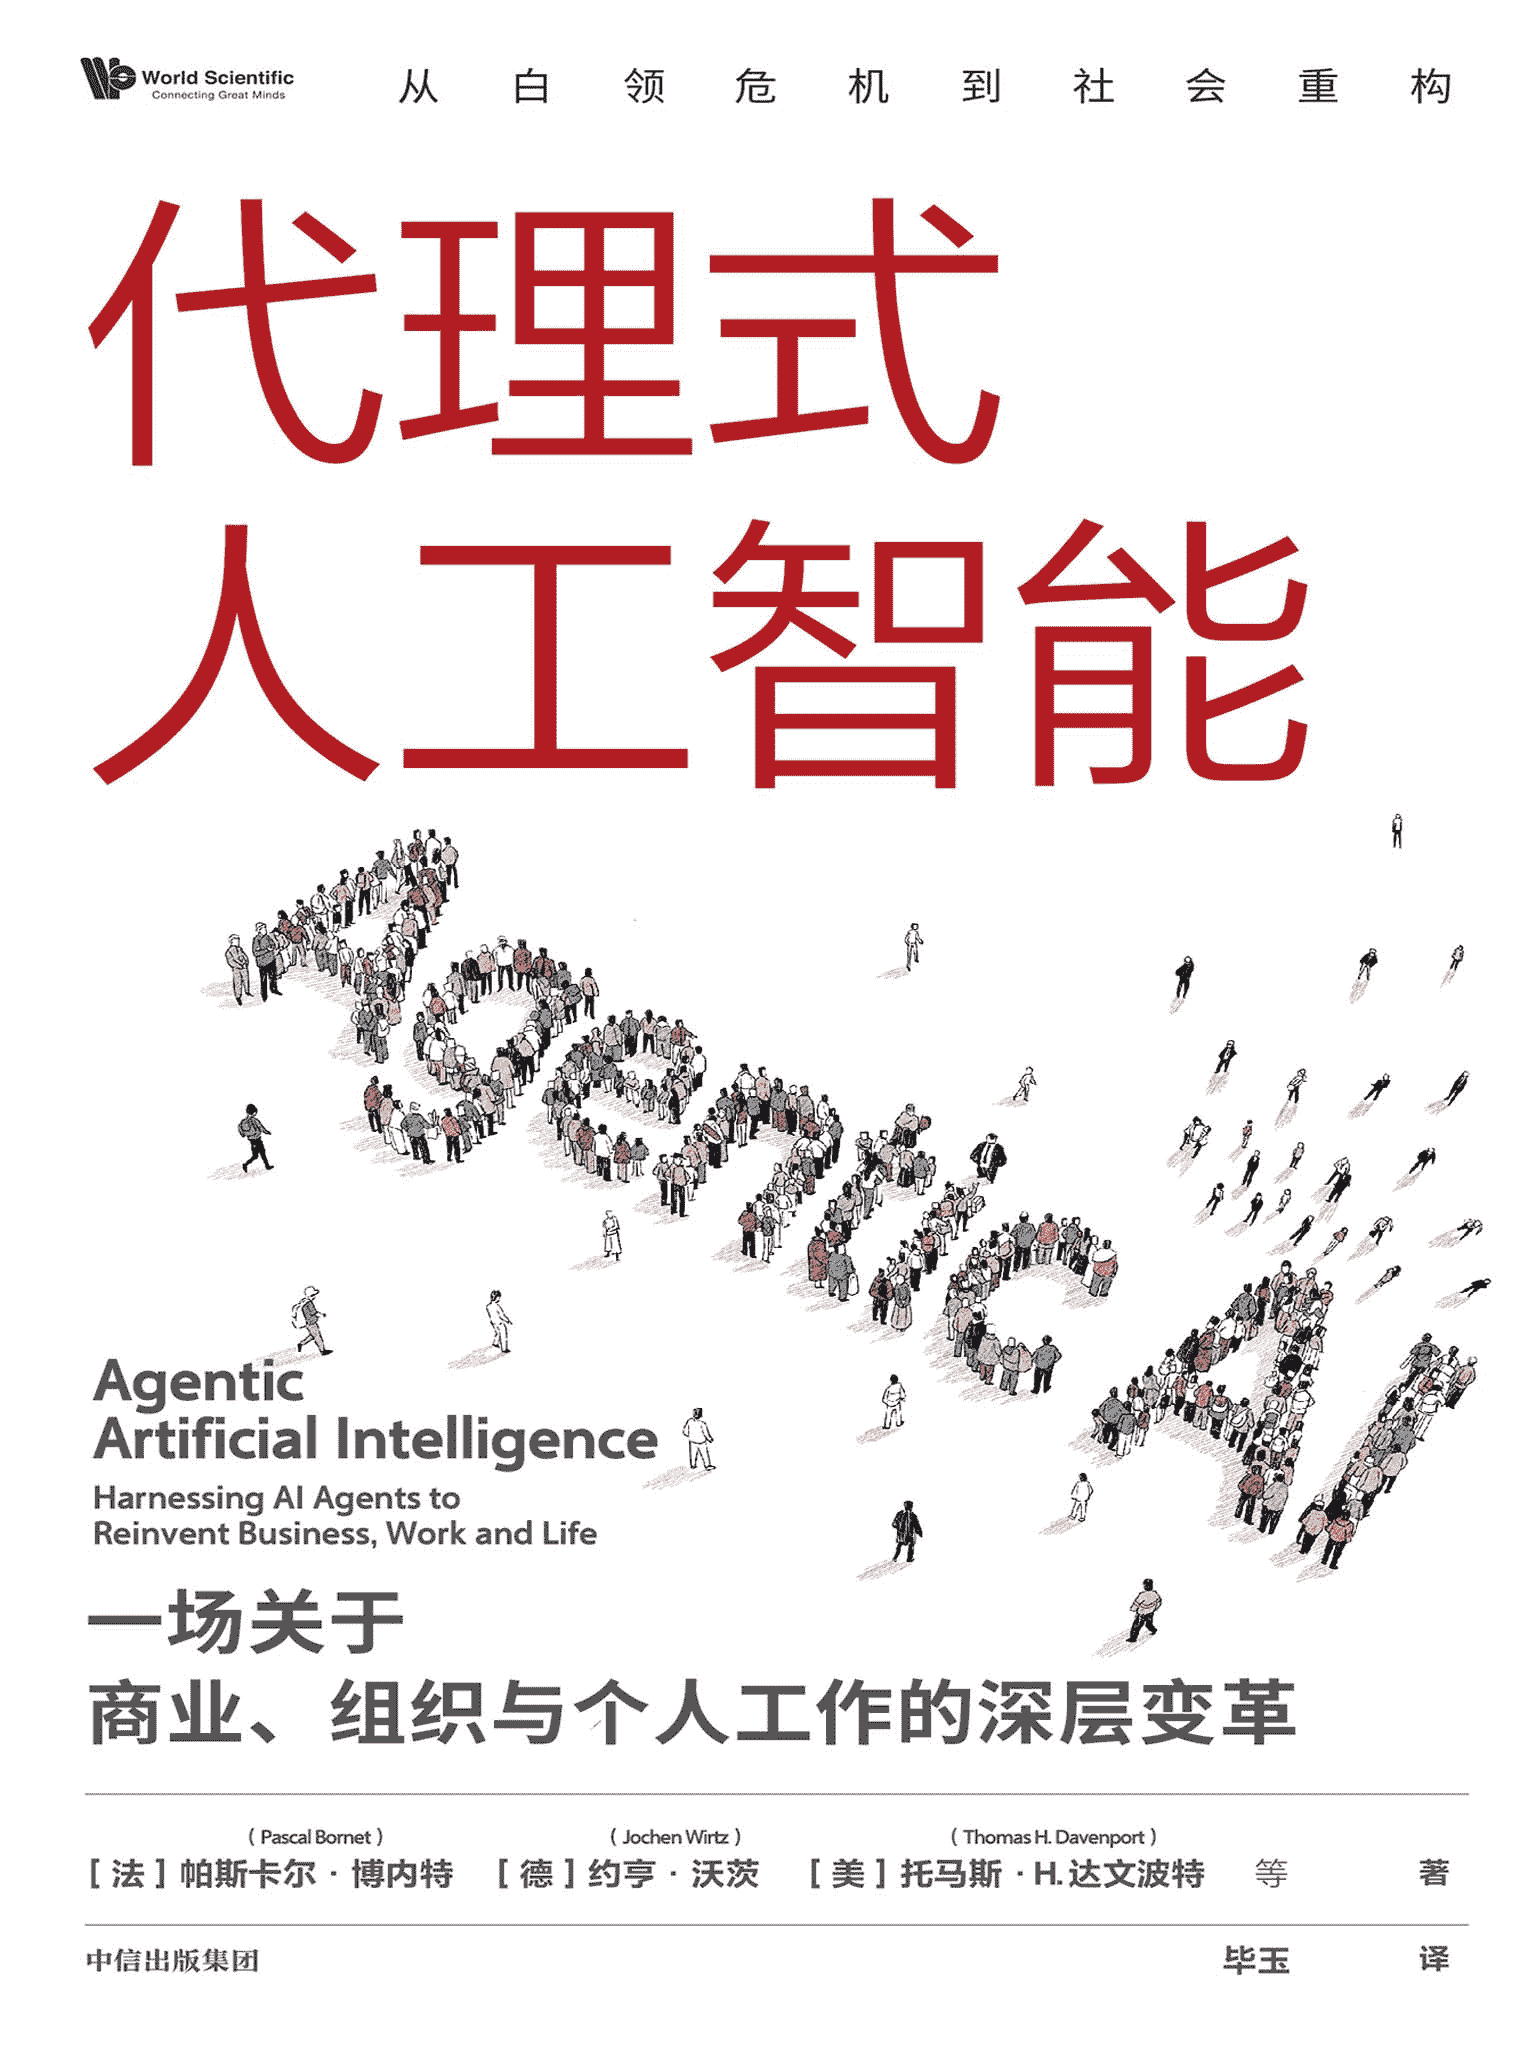 World Scientific
Connecting Great Minds
从白领危机到社会重构
代理式
人工智能
Agentic AI
Agentic
Artificial Intelligence
Harnessing AI Agents to
Reinvent Business, Work and Life
一场关于
商业、组织与个人工作的深层变革
（Pascal Bornet） （Jochen Wirtz） （Thomas H. Davenport）
［法］帕斯卡尔·博内特 ［德］约亨·沃茨 ［美］托马斯·H.达文波特 等 著
中信出版集团 毕玉 译